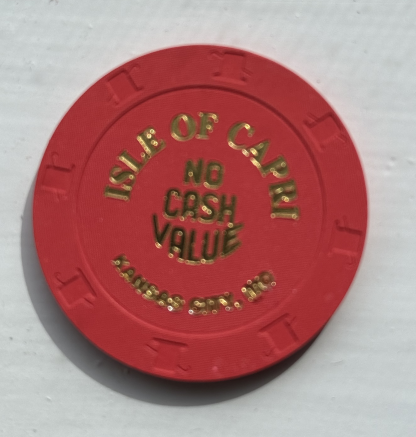 ISLE OF CAPRI
NO
CASH
VALUE
KANSAS CITY, MO.